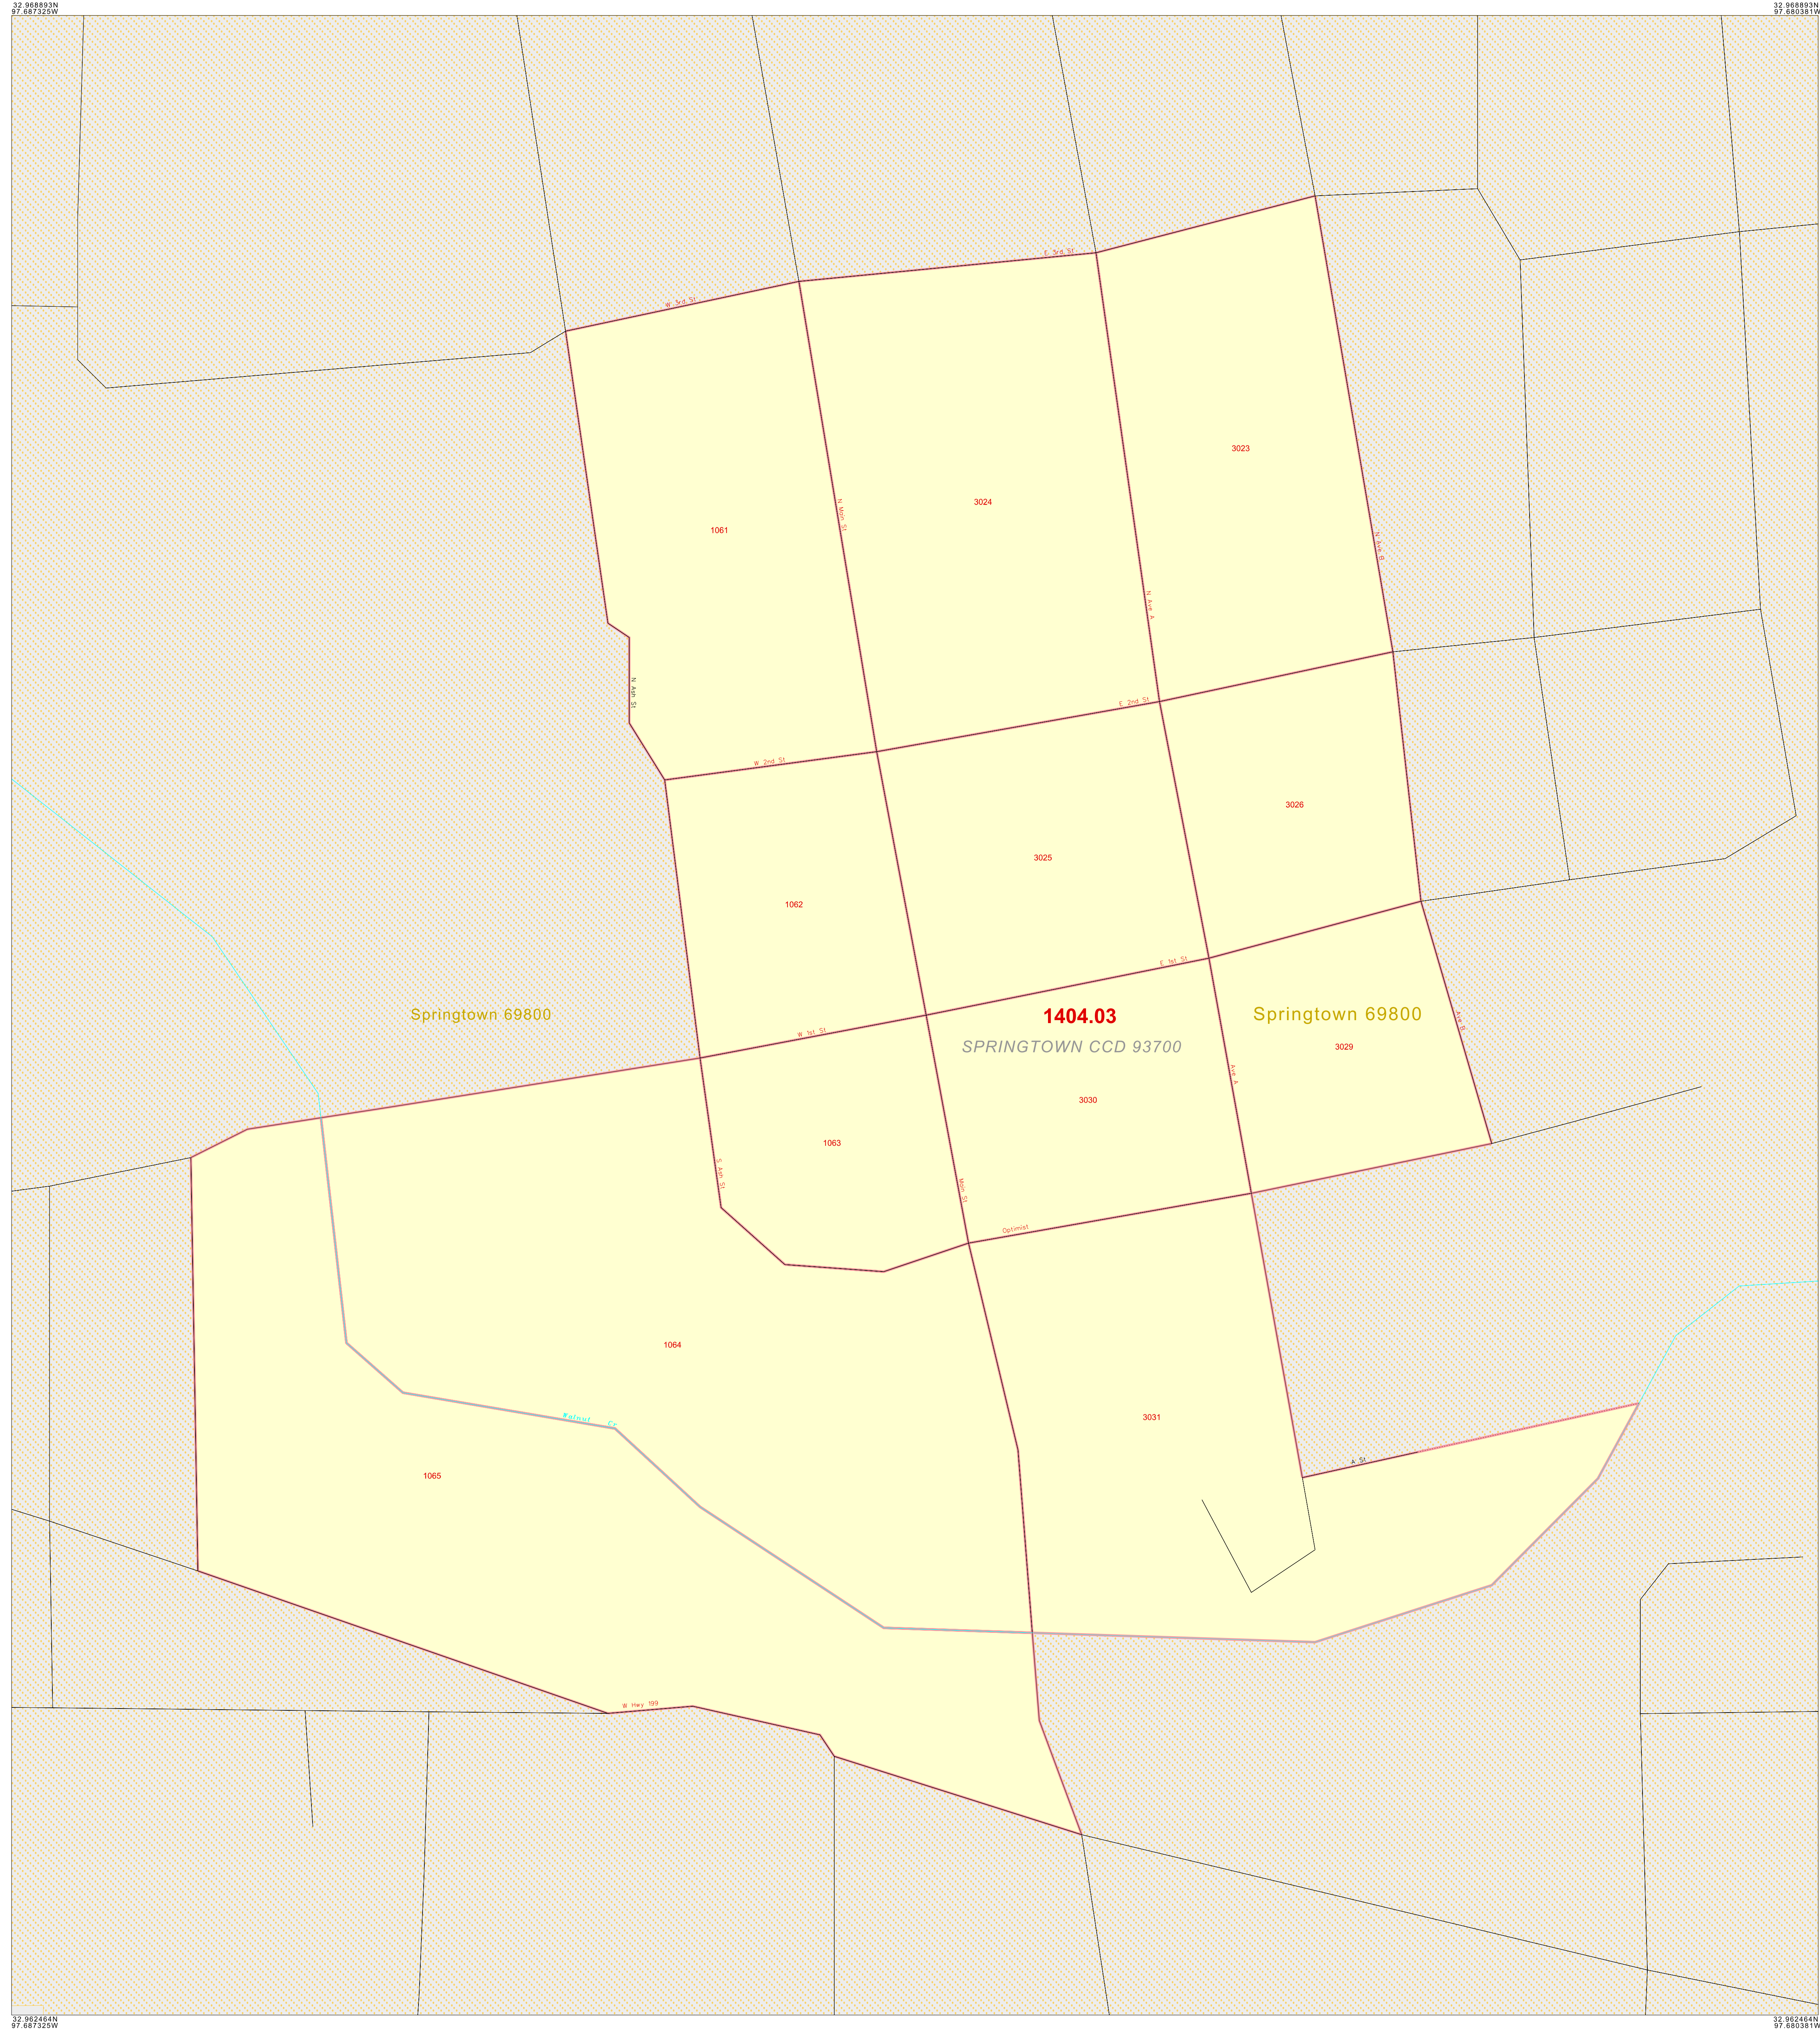 32.968893N
97.687325W
32.968893N
97.680381W
E 3rd St
W 3rd St
3023
3024
N Main St
1061
N Ave B
N Ave A
N Ash St
E 2nd St
W 2nd St
3026
3025
1062
E 1st St
Springtown 69800
1404.03
Springtown 69800
Ave B
W 1st St
SPRINGTOWN CCD 93700
3029
Ave A
3030
1063
S Ash St
Main St
Optimist
1064
3031
Walnut Cr
A St
1065
W Hwy 199
32.962464N
97.687325W
32.962464N
97.680381W